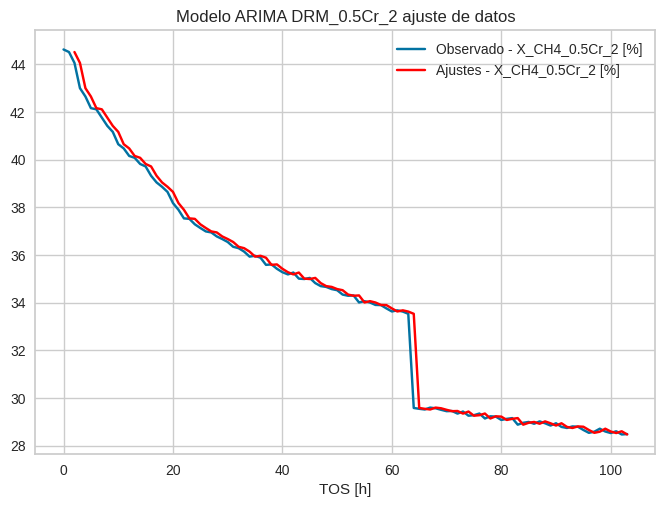 Modelo ARIMA DRM_0.5Cr_2 ajuste de datos
Observado - X_CH4_0.5Cr_2 [%]
Ajustes - X_CH4_0.5Cr_2 [%]
44
42
40
38
36
34
32
30
28
0 20 40 60 80 100
TOS [h]